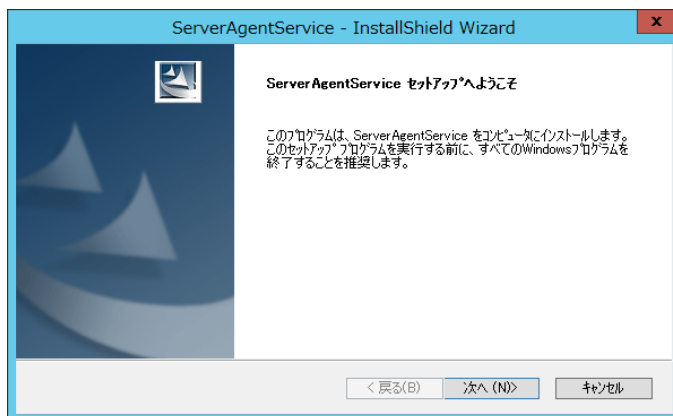 ServerAgentService - InstallShield Wizard
x
ServerAgentService セットアップへようこそ
このプログラムは、ServerAgentService をコンピュータにインストールします。
このセットアップ プログラムを実行する前に、すべてのWindowsプログラムを
終了することを推奨します。
< 戻る(B)
次へ (N)>
キャンセル